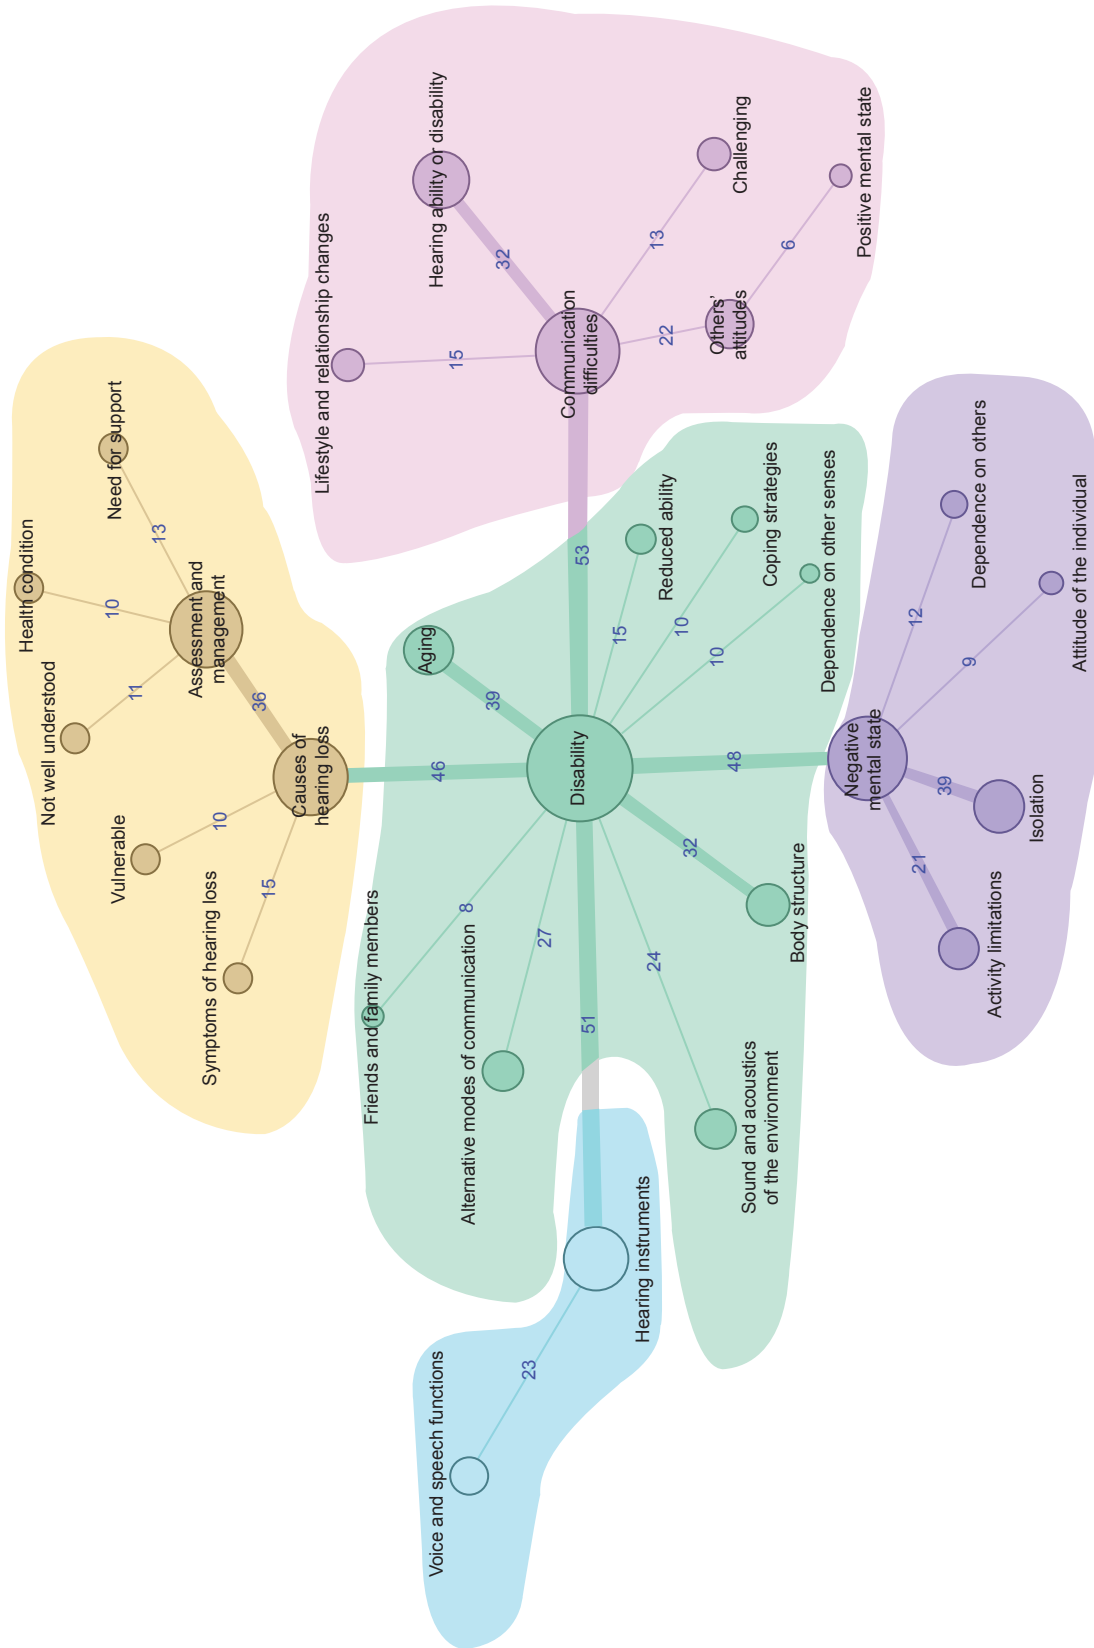 Voice and speech functions
23
Hearing instruments
51
Symptoms of hearing loss
15
Vulnerable
10
Not well understood
11
Health condition
10
Need for support
13
Assessment and
management
36
Causes of
hearing loss
46
Friends and family members
8
Alternative modes of communication
27
Sound and acoustics
of the environment
24
Body structure
32
Disability
Aging
39
Reduced ability
15
Coping strategies
10
Dependence on other senses
10
53
48
Lifestyle and relationship changes
15
Hearing ability or disability
32
Communication
difficulties
Challenging
13
Others’
attitudes
22
Positive mental state
6
Negative
mental state
Activity limitations
21
Isolation
39
Dependence on others
12
Attitude of the individual
9